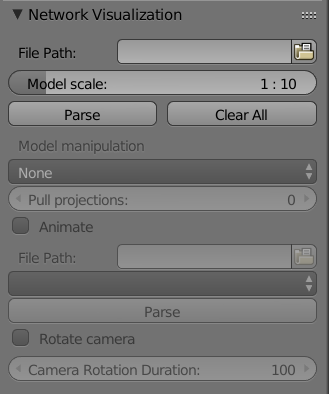 Network Visualization
File Path:
Model scale: 1 : 10
Parse Clear All
Model manipulation
None
Pull projections: 0
Animate
File Path:
Parse
Rotate camera
Camera Rotation Duration: 100